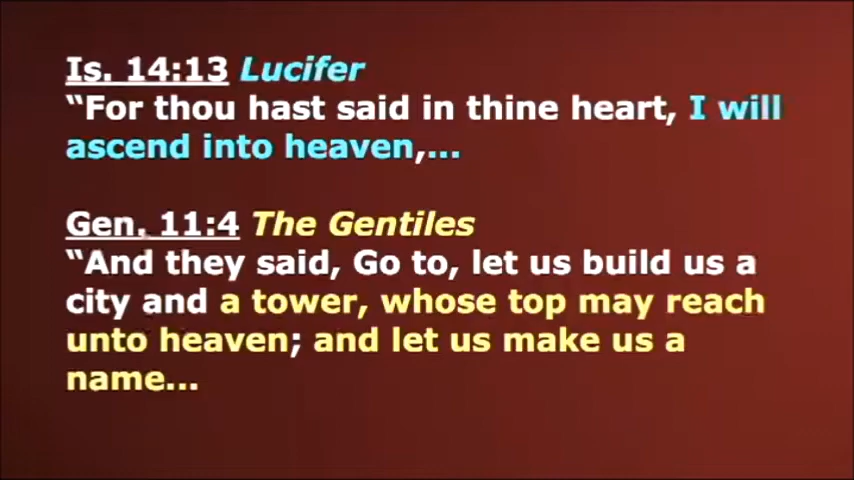 Is. 14:13 Lucifer
“For thou hast said in thine heart, I will
ascend into heaven,...
Gen. 11:4 The Gentiles
“And they said, Go to, let us build us a
city and a tower, whose top may reach
unto heaven; and let us make us a
name...